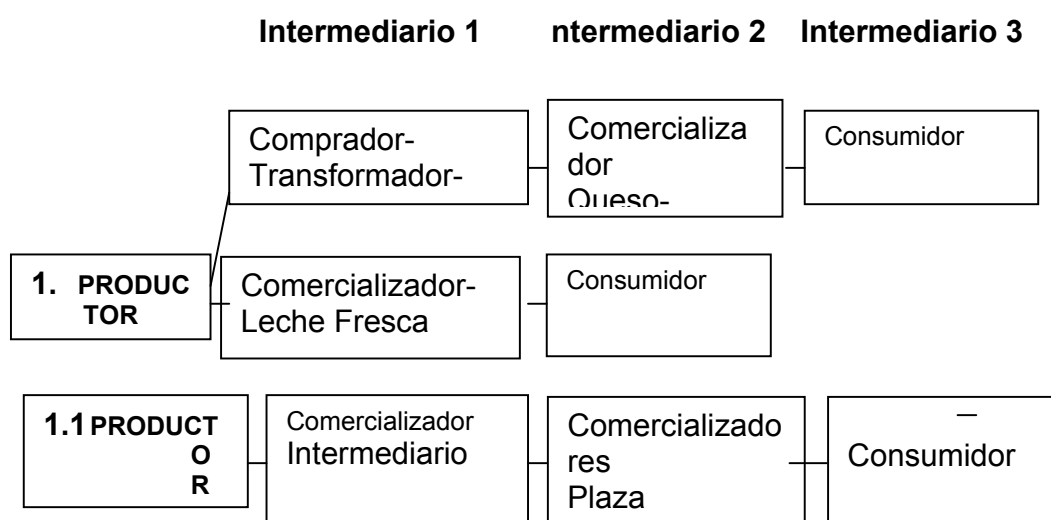 Intermediario 1 ntermediario 2 Intermediario 3
Comprador-
Transformador-
Comercializa
dor
Queso-
Consumidor
1. PRODUC
TOR
Comercializador-
Leche Fresca
Consumidor
1.1 PRODUCT
O
R
Comercializador
Intermediario
Comercializado
res
Plaza
Consumidor